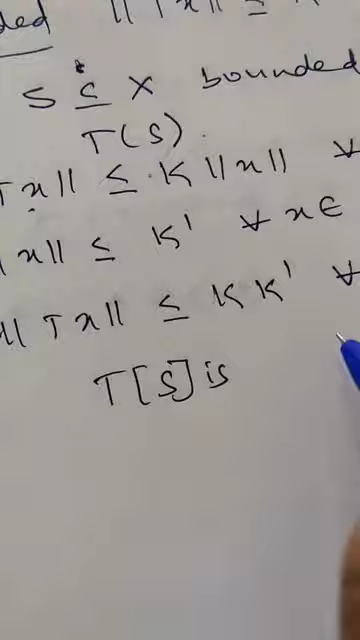 ded ||Tx|| ≤ K
S ⊆ X bounded
T(S).
Tx|| ≤ K||x|| ∀
|x|| ≤ K' ∀ x ∈
|| Tx|| ≤ KK' ∀
T[S] is